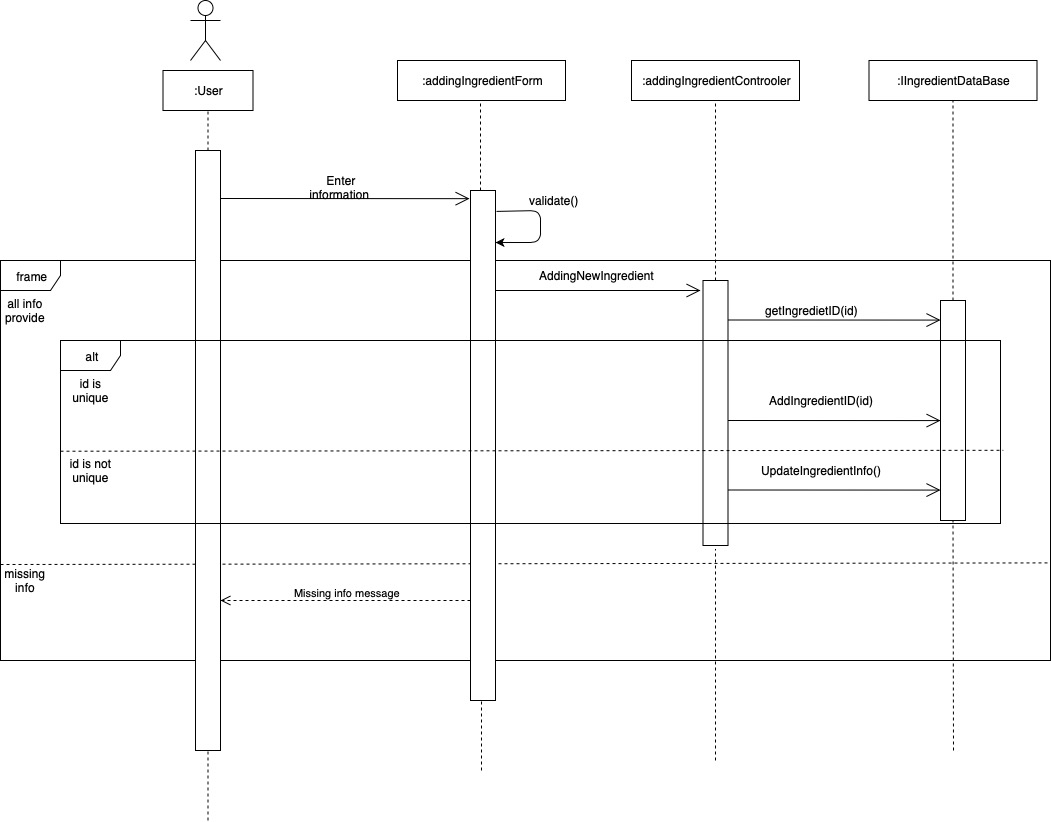 :User
:addingIngredientForm
:addingIngredientControoler
:IIngredientDataBase
Enter
information
validate()
frame
all info
provide
AddingNewIngredient
getIngredietID(id)
alt
id is
unique
AddIngredientID(id)
id is not
unique
UpdateIngredientInfo()
missing
info
Missing info message